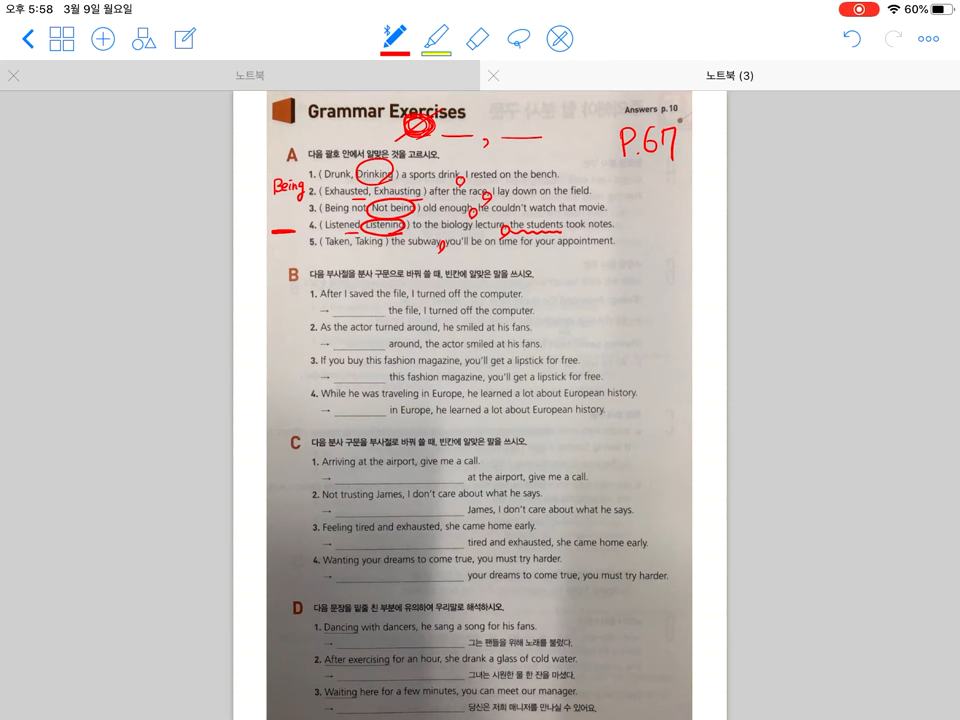 오후 5:58 3월 9일 월요일
60%
노트북
노트북 (3)
Grammar Exercises
Answers p.10
P.67
A 다음 괄호 안에서 알맞은 것을 고르시오.
1. ( Drunk, Drinking ) a sports drink, I rested on the bench.
Being
2. ( Exhausted, Exhausting ) after the race, I lay down on the field.
3. ( Being not, Not being ) old enough, he couldn't watch that movie.
4. ( Listened, Listening ) to the biology lecture, the students took notes.
5. ( Taken, Taking ) the subway, you'll be on time for your appointment.
B 다음 부사절을 분사 구문으로 바꿔 쓸 때, 빈칸에 알맞은 말을 쓰시오.
1. After I saved the file, I turned off the computer.
→ __________ the file, I turned off the computer.
2. As the actor turned around, he smiled at his fans.
→ __________ around, the actor smiled at his fans.
3. If you buy this fashion magazine, you'll get a lipstick for free.
→ __________ this fashion magazine, you'll get a lipstick for free.
4. While he was traveling in Europe, he learned a lot about European history.
→ __________ in Europe, he learned a lot about European history.
C 다음 분사 구문을 부사절로 바꿔 쓸 때, 빈칸에 알맞은 말을 쓰시오.
1. Arriving at the airport, give me a call.
→ __________ at the airport, give me a call.
2. Not trusting James, I don't care about what he says.
→ __________ James, I don't care about what he says.
3. Feeling tired and exhausted, she came home early.
→ __________ tired and exhausted, she came home early.
4. Wanting your dreams to come true, you must try harder.
→ __________ your dreams to come true, you must try harder.
D 다음 문장을 밑줄 친 부분에 유의하여 우리말로 해석하시오.
1. Dancing with dancers, he sang a song for his fans.
→ __________ 그는 팬들을 위해 노래를 불렀다.
2. After exercising for an hour, she drank a glass of cold water.
→ __________ 그녀는 시원한 물 한 잔을 마셨다.
3. Waiting here for a few minutes, you can meet our manager.
→ __________ 당신은 저희 매니저를 만나실 수 있어요.